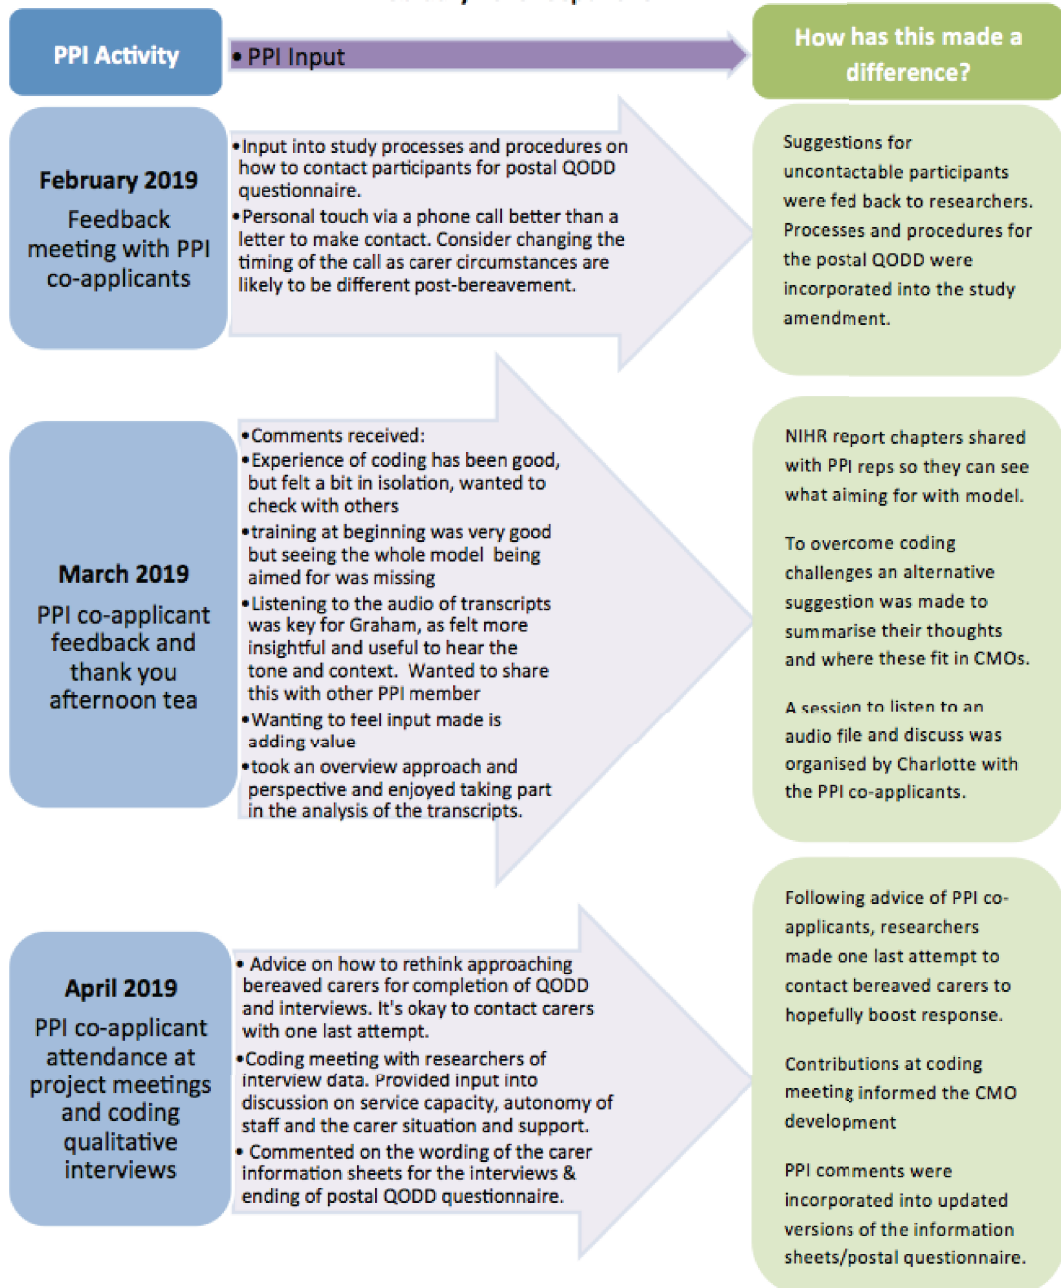 PPI Activity
• PPI Input
How has this made a
difference?
February 2019
Feedback
meeting with PPI
co-applicants
•Input into study processes and procedures on
how to contact participants for postal QODD
questionnaire.
•Personal touch via a phone call better than a
letter to make contact. Consider changing the
timing of the call as carer circumstances are
likely to be different post-bereavement.
Suggestions for
uncontactable participants
were fed back to researchers.
Processes and procedures for
the postal QODD were
incorporated into the study
amendment.
March 2019
PPI co-applicant
feedback and
thank you
afternoon tea
•Comments received:
•Experience of coding has been good,
but felt a bit in isolation, wanted to
check with others
•training at beginning was very good
but seeing the whole model being
aimed for was missing
•Listening to the audio of transcripts
was key for Graham, as felt more
insightful and useful to hear the
tone and context. Wanted to share
this with other PPI member
•Wanting to feel input made is
adding value
•took an overview approach and
perspective and enjoyed taking part
in the analysis of the transcripts.
NIHR report chapters shared
with PPI reps so they can see
what aiming for with model.
To overcome coding
challenges an alternative
suggestion was made to
summarise their thoughts
and where these fit in CMOs.
A session to listen to an
audio file and discuss was
organised by Charlotte with
the PPI co-applicants.
April 2019
PPI co-applicant
attendance at
project meetings
and coding
qualitative
interviews
• Advice on how to rethink approaching
bereaved carers for completion of QODD
and interviews. It's okay to contact carers
with one last attempt.
•Coding meeting with researchers of
interview data. Provided input into
discussion on service capacity, autonomy of
staff and the carer situation and support.
• Commented on the wording of the carer
information sheets for the interviews &
ending of postal QODD questionnaire.
Following advice of PPI co-
applicants, researchers
made one last attempt to
contact bereaved carers to
hopefully boost response.
Contributions at coding
meeting informed the CMO
development
PPI comments were
incorporated into updated
versions of the information
sheets/postal questionnaire.